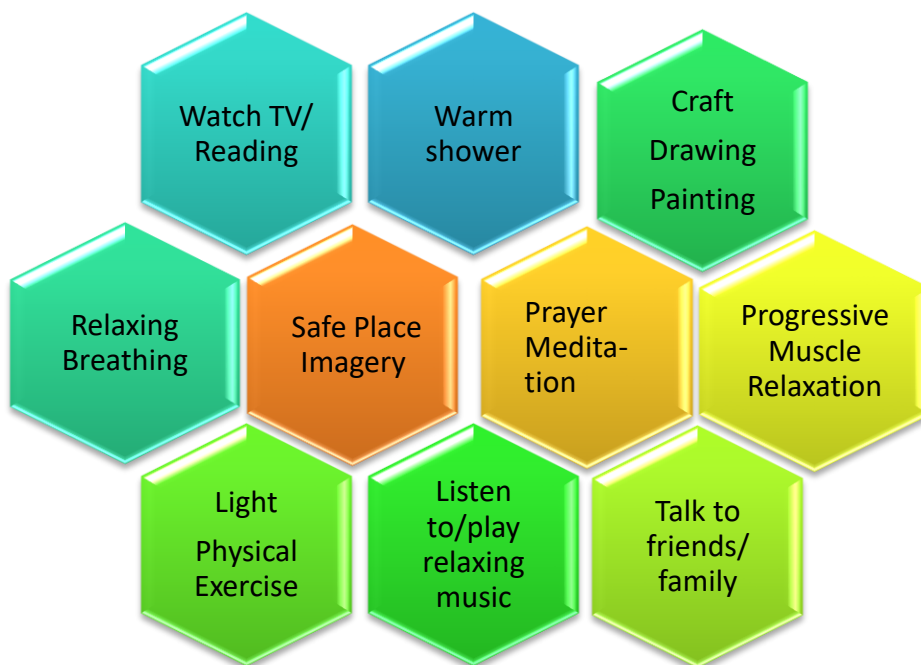 Watch TV/
Reading
Warm
shower
Craft
Drawing
Painting
Relaxing
Breathing
Safe Place
Imagery
Prayer
Medita-
tion
Progressive
Muscle
Relaxation
Light
Physical
Exercise
Listen
to/play
relaxing
music
Talk to
friends/
family